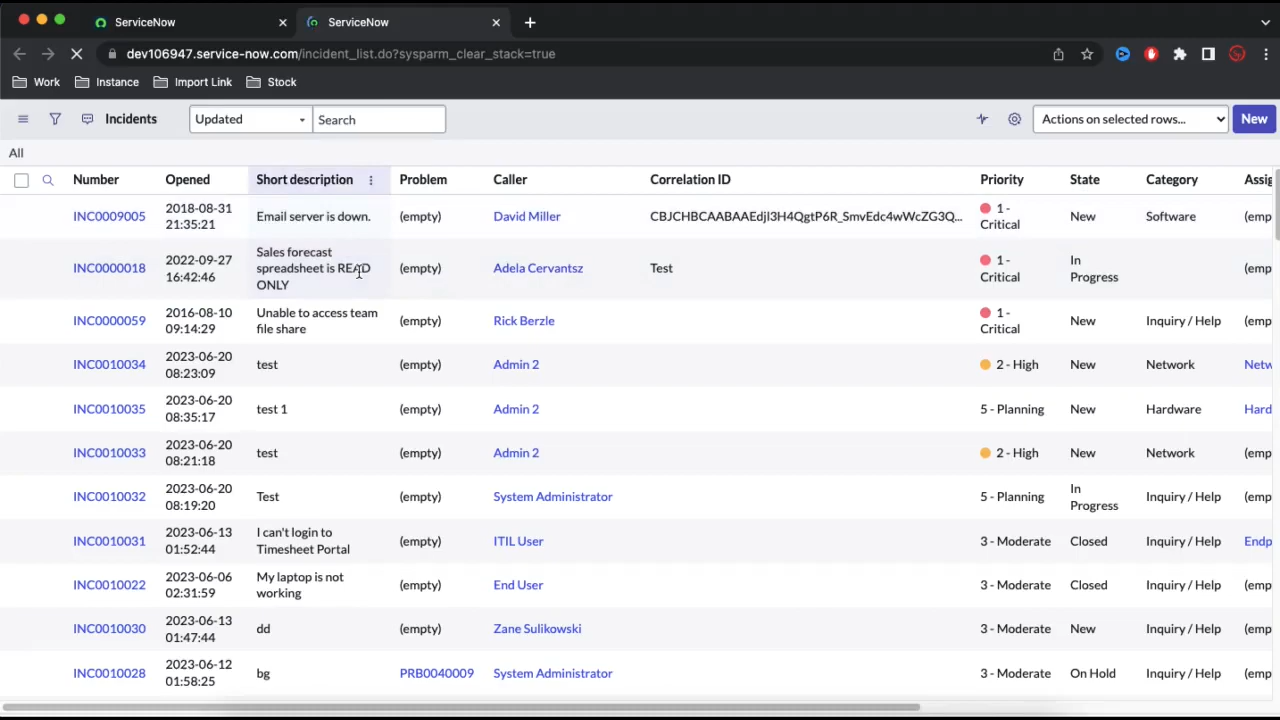 ServiceNow
ServiceNow
dev106947.service-now.com/incident_list.do?sysparm_clear_stack=true
Work Instance Import Link Stock
Incidents Updated Search Actions on selected rows... New
All
Number Opened Short description Problem Caller Correlation ID Priority State Category Assig
INC0009005 2018-08-31 21:35:21 Email server is down. (empty) David Miller 1 - Critical New Software (emp
INC0000018 2022-09-27 16:42:46 Sales forecast spreadsheet is READ ONLY (empty) Adela Cervantsz Test 1 - Critical In Progress (emp
INC0000059 2016-08-10 09:14:29 Unable to access team file share (empty) Rick Berzle 1 - Critical New Inquiry / Help (emp
INC0010034 2023-06-20 08:23:09 test (empty) Admin 2 2 - High New Network Netw
INC0010035 2023-06-20 08:35:17 test 1 (empty) Admin 2 5 - Planning New Hardware Hard
INC0010033 2023-06-20 08:21:18 test (empty) Admin 2 2 - High New Network (emp
INC0010032 2023-06-20 08:19:20 Test (empty) System Administrator 5 - Planning In Progress Inquiry / Help (emp
INC0010031 2023-06-13 01:52:44 I can't login to Timesheet Portal (empty) ITIL User 3 - Moderate Closed Inquiry / Help Endp
INC0010022 2023-06-06 02:31:59 My laptop is not working (empty) End User 3 - Moderate Closed Inquiry / Help (emp
INC0010030 2023-06-13 01:47:44 dd (empty) Zane Sulikowski 3 - Moderate New Inquiry / Help (emp
INC0010028 2023-06-12 01:58:25 bg PRB0040009 System Administrator 3 - Moderate On Hold Inquiry / Help (emp